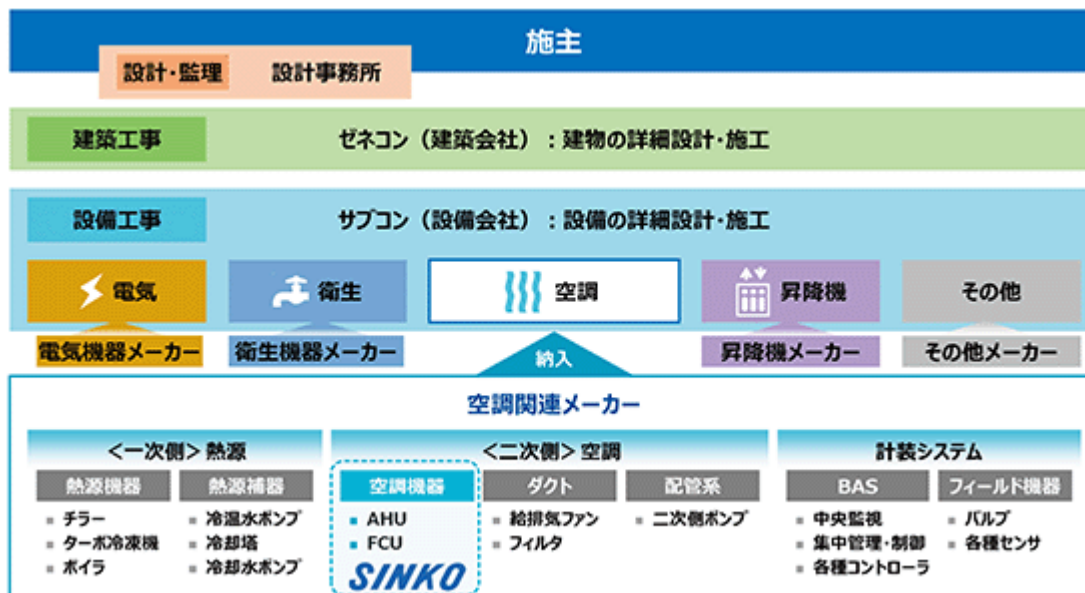 施主
設計・監理 設計事務所
建築工事 ゼネコン（建築会社）：建物の詳細設計・施工
設備工事 サブコン（設備会社）：設備の詳細設計・施工
電気 衛生 空調 昇降機 その他
電気機器メーカー 衛生機器メーカー 納入 昇降機メーカー その他メーカー
空調関連メーカー
＜一次側＞熱源 ＜二次側＞空調 計装システム
熱源機器 熱源補器 空調機器 ダクト 配管系 BAS フィールド機器
■ チラー ■ 冷温水ポンプ ■ AHU ■ 給排気ファン ■ 二次側ポンプ ■ 中央監視 ■ バルブ
■ ターボ冷凍機 ■ 冷却塔 ■ FCU ■ フィルタ ■ 集中管理・制御 ■ 各種センサ
■ ボイラ ■ 冷却水ポンプ SINKO ■ 各種コントローラ